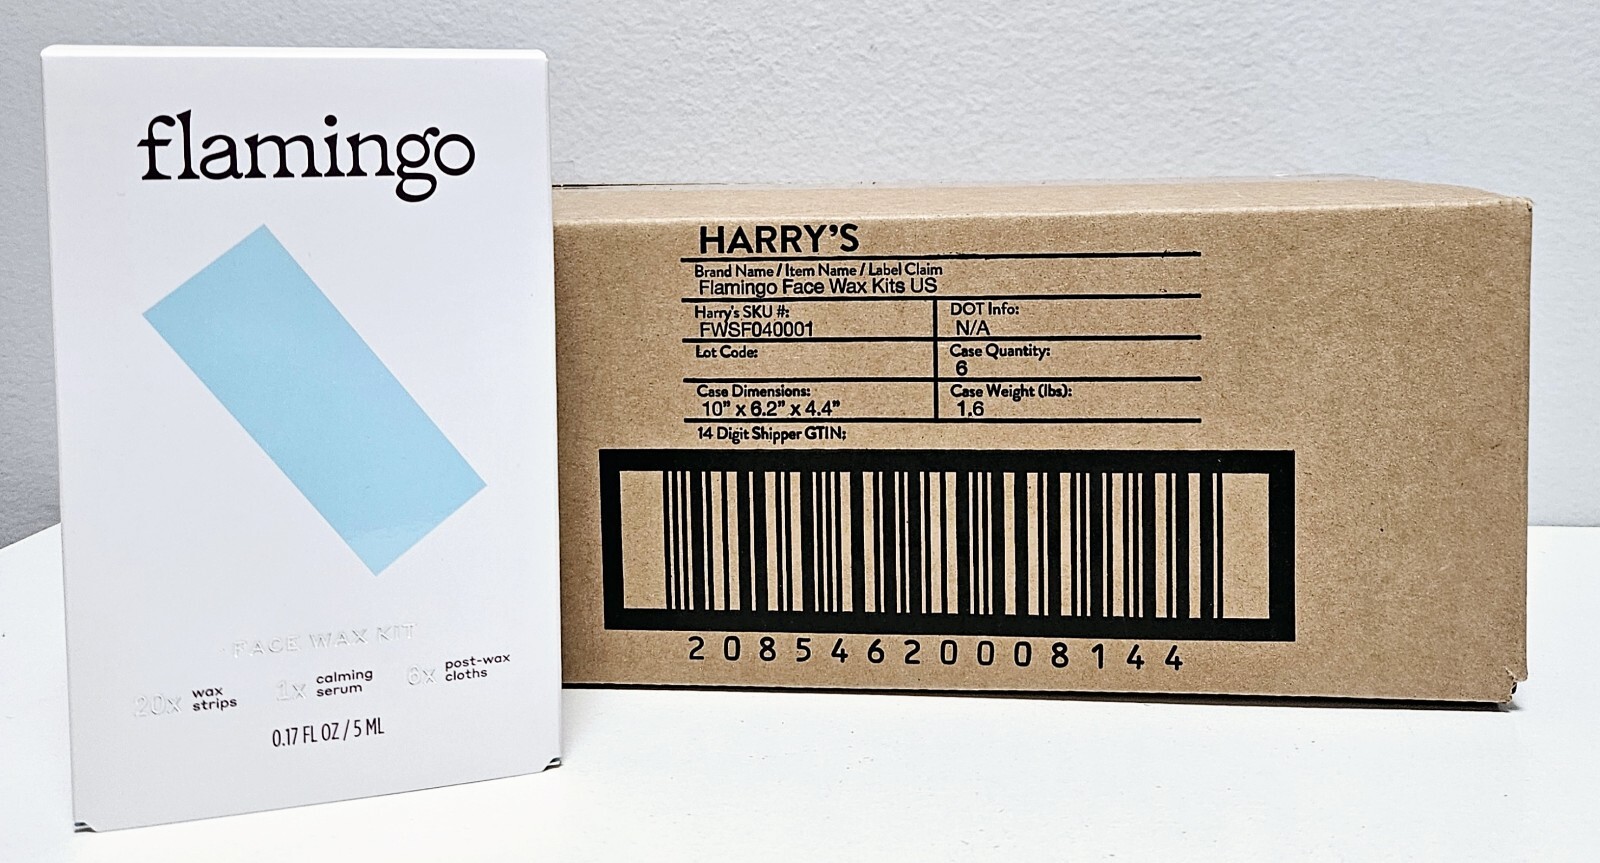 flamingo
FACE WAX KIT
20x wax strips
1x calming serum
6x post-wax cloths
0.17 FL OZ / 5 ML
HARRY'S
Brand Name / Item Name / Label Claim
Flamingo Face Wax Kits US
Harry's SKU #:
FWSF040001
DOT Info:
N/A
Lot Code:
Case Quantity:
6
Case Dimensions:
10" x 6.2" x 4.4"
Case Weight (lbs):
1.6
14 Digit Shipper GTIN:
20854620008144